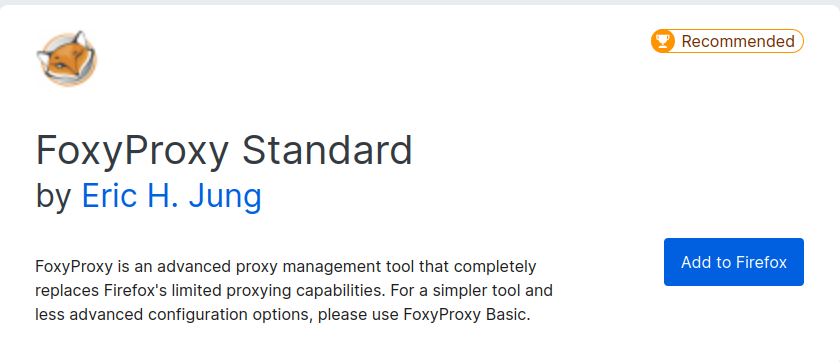 Recommended
FoxyProxy Standard
by Eric H. Jung
FoxyProxy is an advanced proxy management tool that completely
replaces Firefox's limited proxying capabilities. For a simpler tool and
less advanced configuration options, please use FoxyProxy Basic.
Add to Firefox